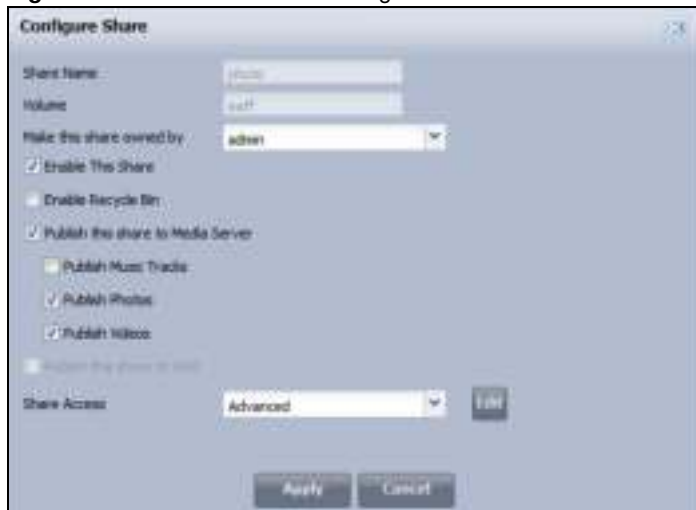 Configure Share
Share Name photo
Volume
Make this share owned by admin
Enable This Share
Enable Recycle Bin
Publish this share to Media Server
Publish Music Tracks
Publish Photos
Publish Videos
Share Access Advanced Edit
Apply Cancel